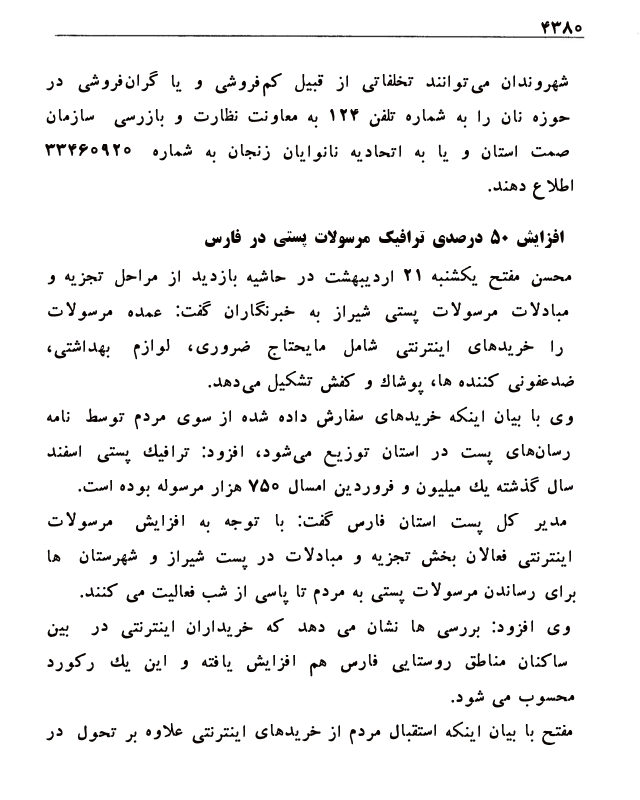 ۴۳۸۰
شهروندان می‌توانند تخلفاتی از قبیل کم‌فروشی و یا گران‌فروشی در
حوزه نان را به شماره تلفن ۱۲۴ به معاونت نظارت و بازرسی سازمان
صمت استان و یا به اتحادیه نانوایان زنجان به شماره ۳۳۴۶۰۹۲۰
اطلاع دهند.
افزایش ۵۰ درصدی ترافیک مرسولات پستی در فارس
محسن مفتح یکشنبه ۲۱ اردیبهشت در حاشیه بازدید از مراحل تجزیه و
مبادلات مرسولات پستی شیراز به خبرنگاران گفت: عمده مرسولات
را خریدهای اینترنتی شامل مایحتاج ضروری، لوازم بهداشتی،
ضدعفونی کننده ها، پوشاك و کفش تشکیل می‌دهد.
وی با بیان اینکه خریدهای سفارش داده شده از سوی مردم توسط نامه
رسان‌های پست در استان توزیع می‌شود، افزود: ترافیك پستی اسفند
سال گذشته یك میلیون و فروردین امسال ۷۵۰ هزار مرسوله بوده است.
مدیر کل پست استان فارس گفت: با توجه به افزایش مرسولات
اینترنتی فعالان بخش تجزیه و مبادلات در پست شیراز و شهرستان ها
برای رساندن مرسولات پستی به مردم تا پاسی از شب فعالیت می کنند.
وی افزود: بررسی ها نشان می دهد که خریداران اینترنتی در بین
ساکنان مناطق روستایی فارس هم افزایش یافته و این یك رکورد
محسوب می شود.
مفتح با بیان اینکه استقبال مردم از خریدهای اینترنتی علاوه بر تحول در